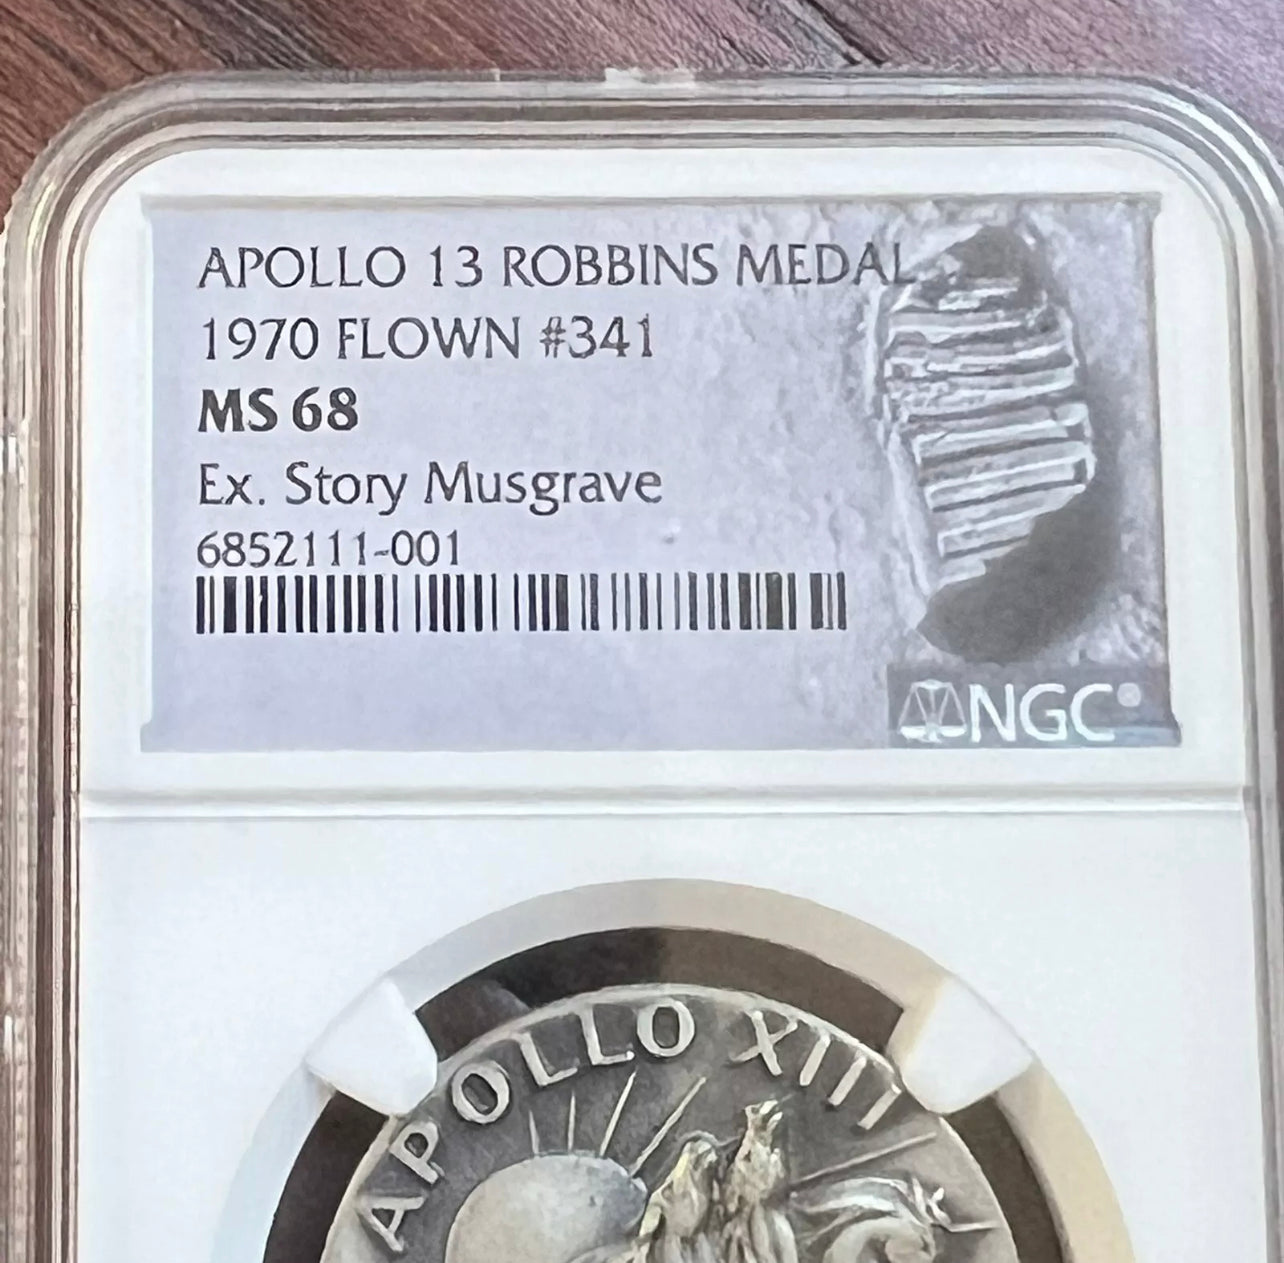 APOLLO 13 ROBBINS MEDAL
1970 FLOWN #341
MS 68
Ex. Story Musgrave
6852111-001
NGC®
APOLLO XIII